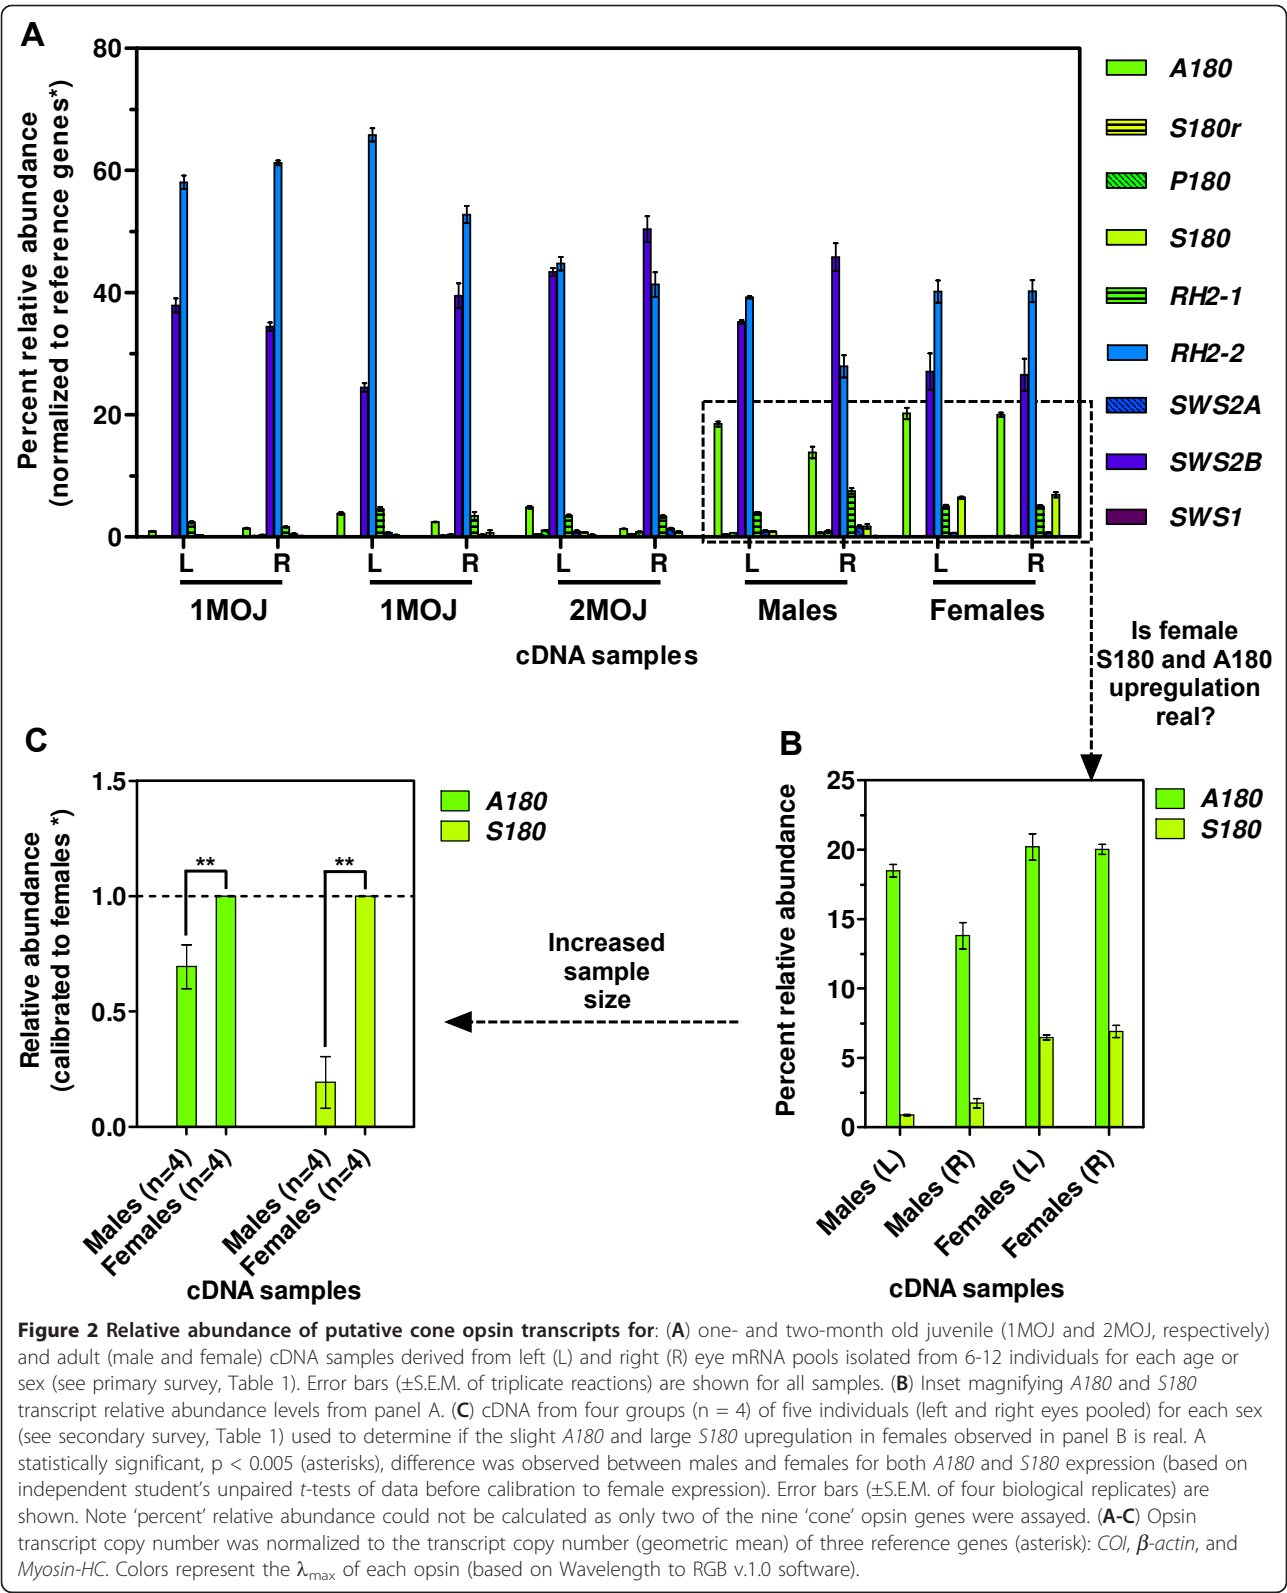 A
Percent relative abundance
(normalized to reference genes*)
80
60
40
20
0
L
R
L
R
L
R
L
R
L
R
1MOJ
1MOJ
2MOJ
Males
Females
cDNA samples
A180
S180r
P180
S180
RH2-1
RH2-2
SWS2A
SWS2B
SWS1
Is female
S180 and A180
upregulation
real?
C
Relative abundance
(calibrated to females *)
1.5
1.0
0.5
0.0
**
**
A180
S180
Males (n=4)
Females (n=4)
Males (n=4)
Females (n=4)
cDNA samples
Increased
sample
size
B
Percent relative abundance
25
20
15
10
5
0
A180
S180
Males (L)
Males (R)
Females (L)
Females (R)
cDNA samples
Figure 2 Relative abundance of putative cone opsin transcripts for: (A) one- and two-month old juvenile (1MOJ and 2MOJ, respectively)
and adult (male and female) cDNA samples derived from left (L) and right (R) eye mRNA pools isolated from 6-12 individuals for each age or
sex (see primary survey, Table 1). Error bars (±S.E.M. of triplicate reactions) are shown for all samples. (B) Inset magnifying A180 and S180
transcript relative abundance levels from panel A. (C) cDNA from four groups (n = 4) of five individuals (left and right eyes pooled) for each sex
(see secondary survey, Table 1) used to determine if the slight A180 and large S180 upregulation in females observed in panel B is real. A
statistically significant, p < 0.005 (asterisks), difference was observed between males and females for both A180 and S180 expression (based on
independent student's unpaired t-tests of data before calibration to female expression). Error bars (±S.E.M. of four biological replicates) are
shown. Note 'percent' relative abundance could not be calculated as only two of the nine 'cone' opsin genes were assayed. (A-C) Opsin
transcript copy number was normalized to the transcript copy number (geometric mean) of three reference genes (asterisk): COI, β-actin, and
Myosin-HC. Colors represent the λmax of each opsin (based on Wavelength to RGB v.1.0 software).